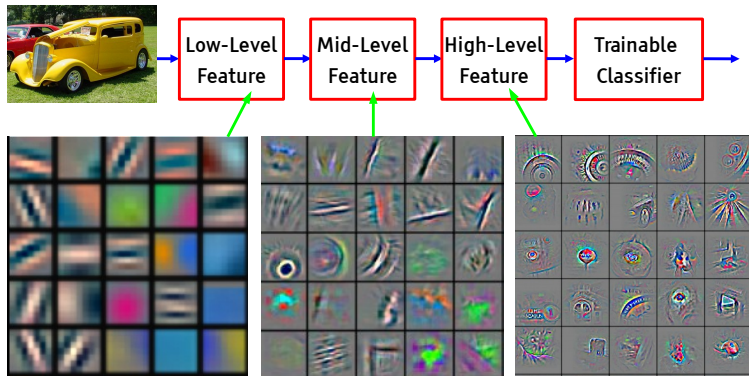 Low-Level
Feature
Mid-Level
Feature
High-Level
Feature
Trainable
Classifier